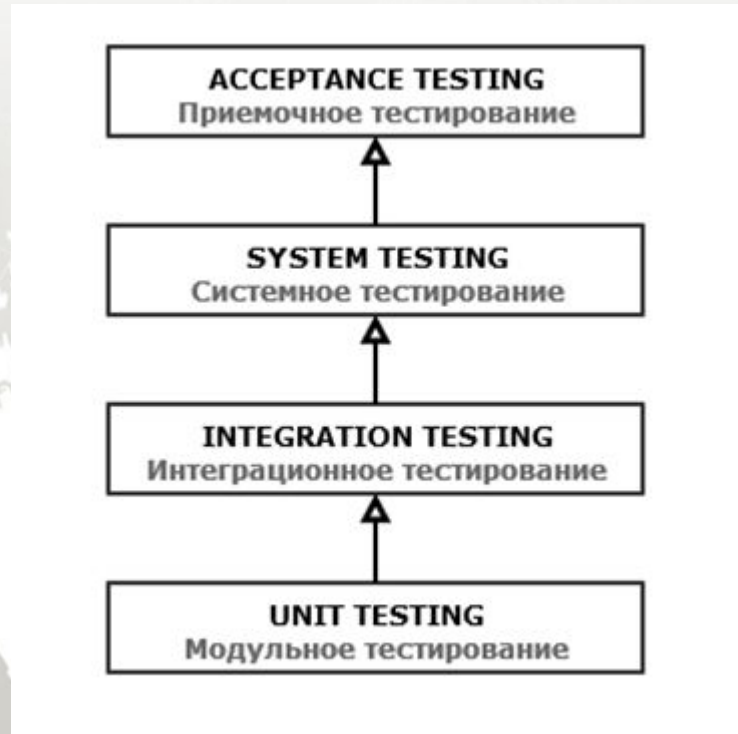 ACCEPTANCE TESTING
Приемочное тестирование
SYSTEM TESTING
Системное тестирование
INTEGRATION TESTING
Интеграционное тестирование
UNIT TESTING
Модульное тестирование